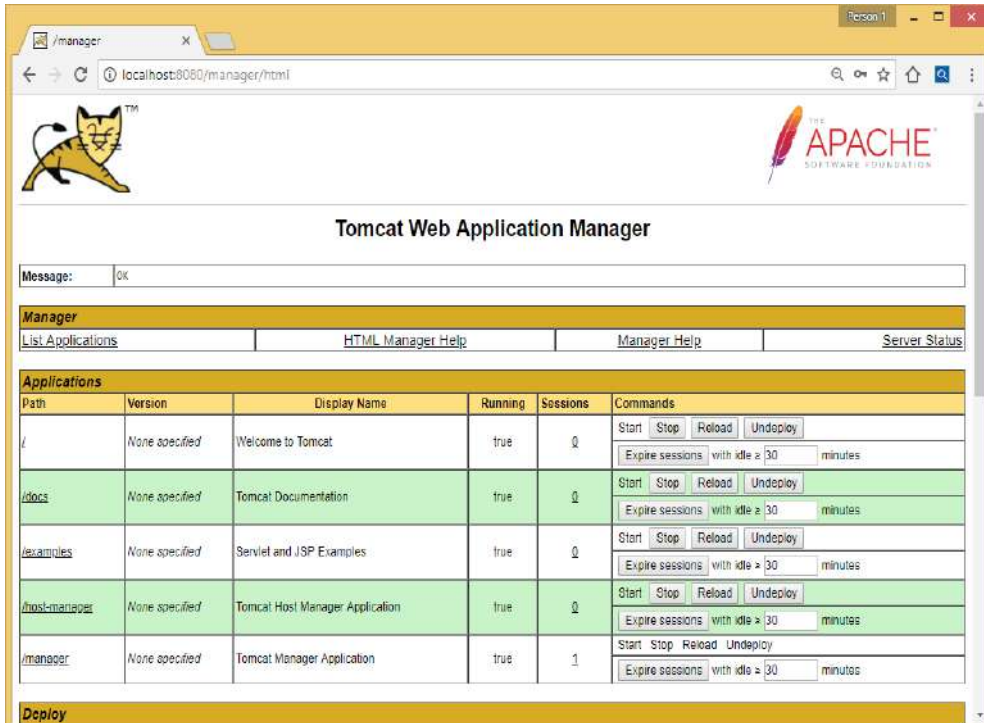 Person 1
/manager
localhost:8080/manager/html
TM
THE
APACHE
SOFTWARE FOUNDATION
Tomcat Web Application Manager
Message: OK
Manager
List Applications HTML Manager Help Manager Help Server Status
Applications
Path Version Display Name Running Sessions Commands
/ None specified Welcome to Tomcat true 0 Start Stop Reload Undeploy
Expire sessions with idle ≥ 30 minutes
/docs None specified Tomcat Documentation true 0 Start Stop Reload Undeploy
Expire sessions with idle ≥ 30 minutes
/examples None specified Servlet and JSP Examples true 0 Start Stop Reload Undeploy
Expire sessions with idle ≥ 30 minutes
/host-manager None specified Tomcat Host Manager Application true 0 Start Stop Reload Undeploy
Expire sessions with idle ≥ 30 minutes
/manager None specified Tomcat Manager Application true 1 Start Stop Reload Undeploy
Expire sessions with idle ≥ 30 minutes
Deploy